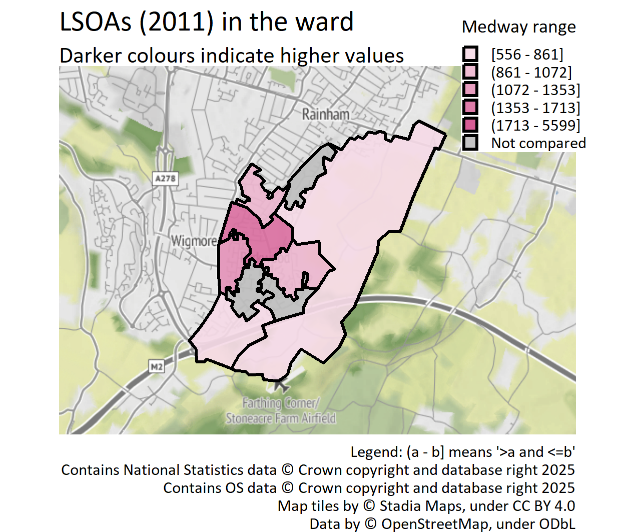 LSOAs (2011) in the ward
Darker colours indicate higher values
Medway range
[556 - 861]
(861 - 1072]
(1072 - 1353]
(1353 - 1713]
(1713 - 5599]
Not compared
Rainham
A278
Wigmore
M2
Farthing Corner/
Stoneacre Farm Airfield
Legend: (a - b] means '>a and <=b'
Contains National Statistics data © Crown copyright and database right 2025
Contains OS data © Crown copyright and database right 2025
Map tiles by © Stadia Maps, under CC BY 4.0
Data by © OpenStreetMap, under ODbL